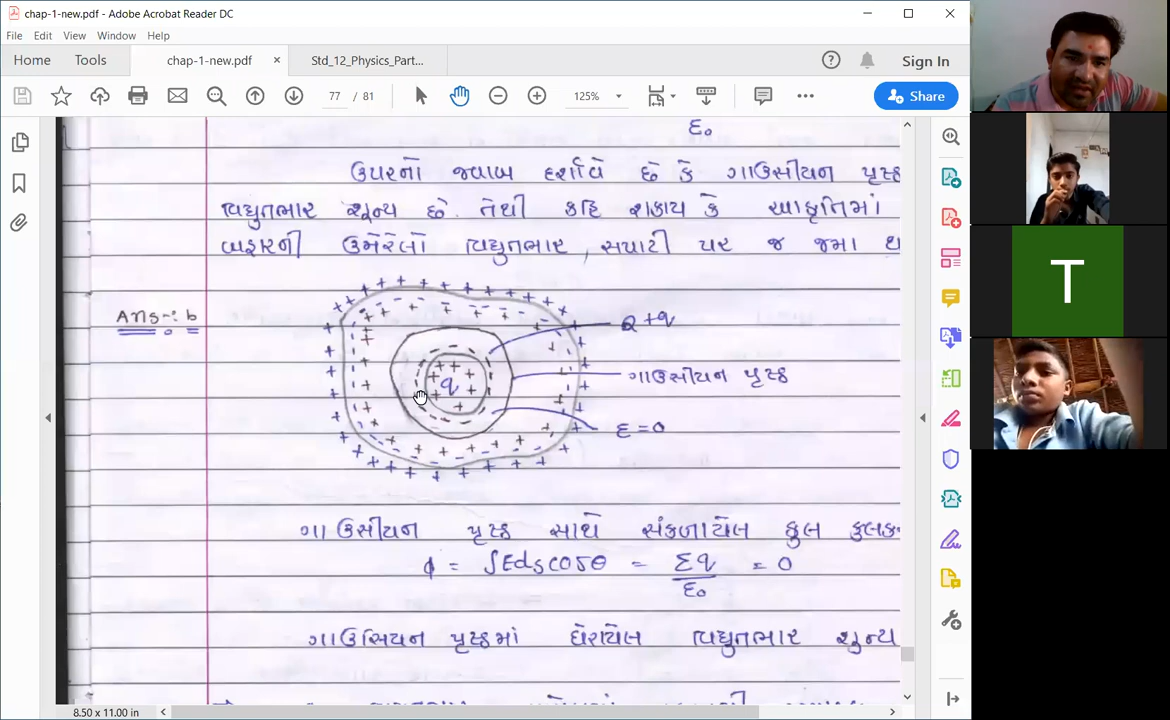 chap-1-new.pdf - Adobe Acrobat Reader DC
File Edit View Window Help
Home Tools chap-1-new.pdf × Std_12_Physics_Part... Sign In
77 / 81 125% Share
ε₀
ઉપરનો જવાબ દર્શાવે છે કે ગાઉસીયન પૃષ્ઠ
વિદ્યુતભાર શૂન્ય છે. તેથી કહિ શકાય કે આકૃતિમાં
બહારની ઉમેરેલો વિદ્યુતભાર, સપાટી પર જ જમા થ
Ans-: b
Q+q
q
ગાઉસીયન પૃષ્ઠ
E=0
ગાઉસીયન પૃષ્ઠ સાથે સંકળાયેલ કુલ ફ્લક
ϕ = ∫Eds cosθ = Σq/ε₀ = 0
ગાઉસિયન પૃષ્ઠમાં ઘેરાયેલ વિદ્યુતભાર શૂન્ય
8.50 x 11.00 in
T